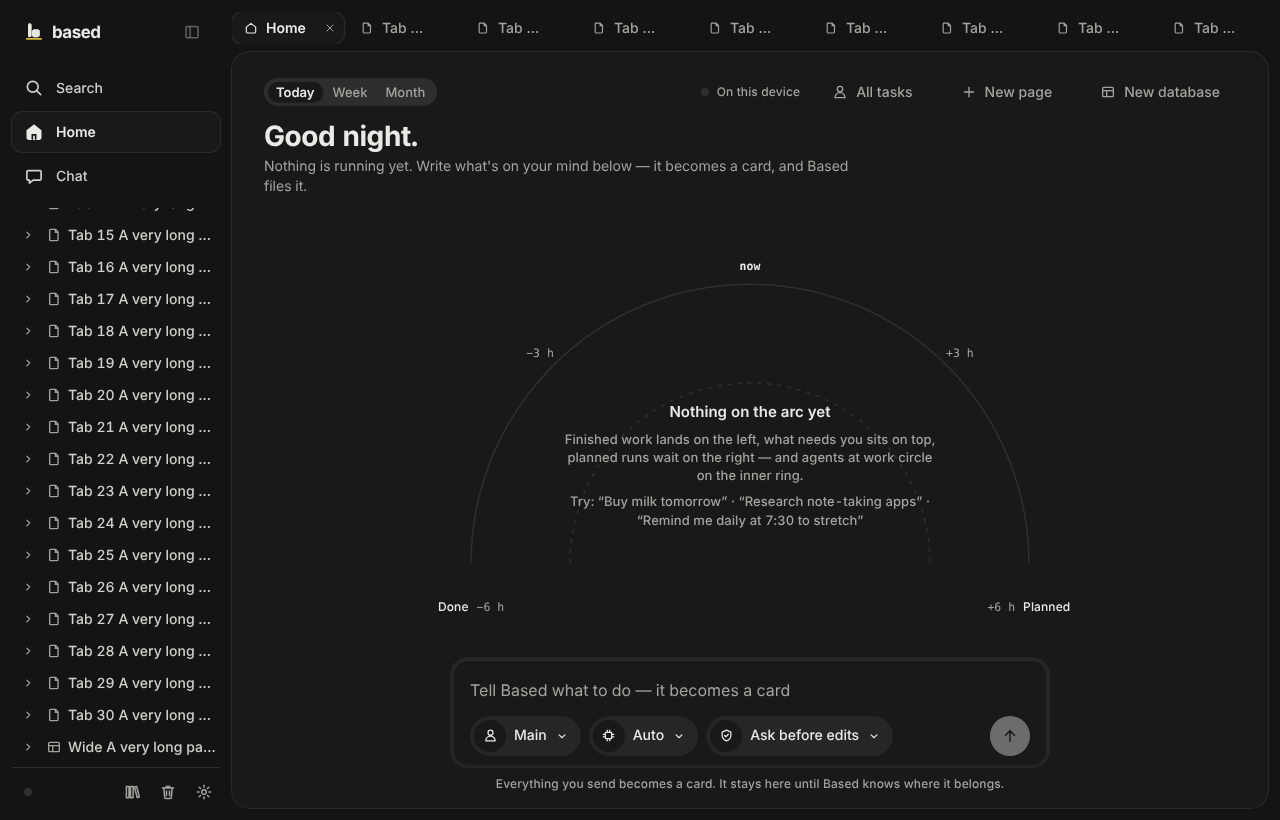 based
Home
Tab ...
Tab ...
Tab ...
Tab ...
Tab ...
Tab ...
Tab ...
Tab ...
Search
Home
Chat
Tab 15 A very long ...
Tab 16 A very long ...
Tab 17 A very long ...
Tab 18 A very long ...
Tab 19 A very long ...
Tab 20 A very long ...
Tab 21 A very long ...
Tab 22 A very long ...
Tab 23 A very long ...
Tab 24 A very long ...
Tab 25 A very long ...
Tab 26 A very long ...
Tab 27 A very long ...
Tab 28 A very long ...
Tab 29 A very long ...
Tab 30 A very long ...
Wide A very long pa...
Today Week Month
On this device
All tasks
New page
New database
Good night.
Nothing is running yet. Write what's on your mind below — it becomes a card, and Based
files it.
now
−3 h
+3 h
Nothing on the arc yet
Finished work lands on the left, what needs you sits on top,
planned runs wait on the right — and agents at work circle
on the inner ring.
Try: “Buy milk tomorrow” · “Research note-taking apps” ·
“Remind me daily at 7:30 to stretch”
Done −6 h
+6 h Planned
Tell Based what to do — it becomes a card
Main
Auto
Ask before edits
Everything you send becomes a card. It stays here until Based knows where it belongs.